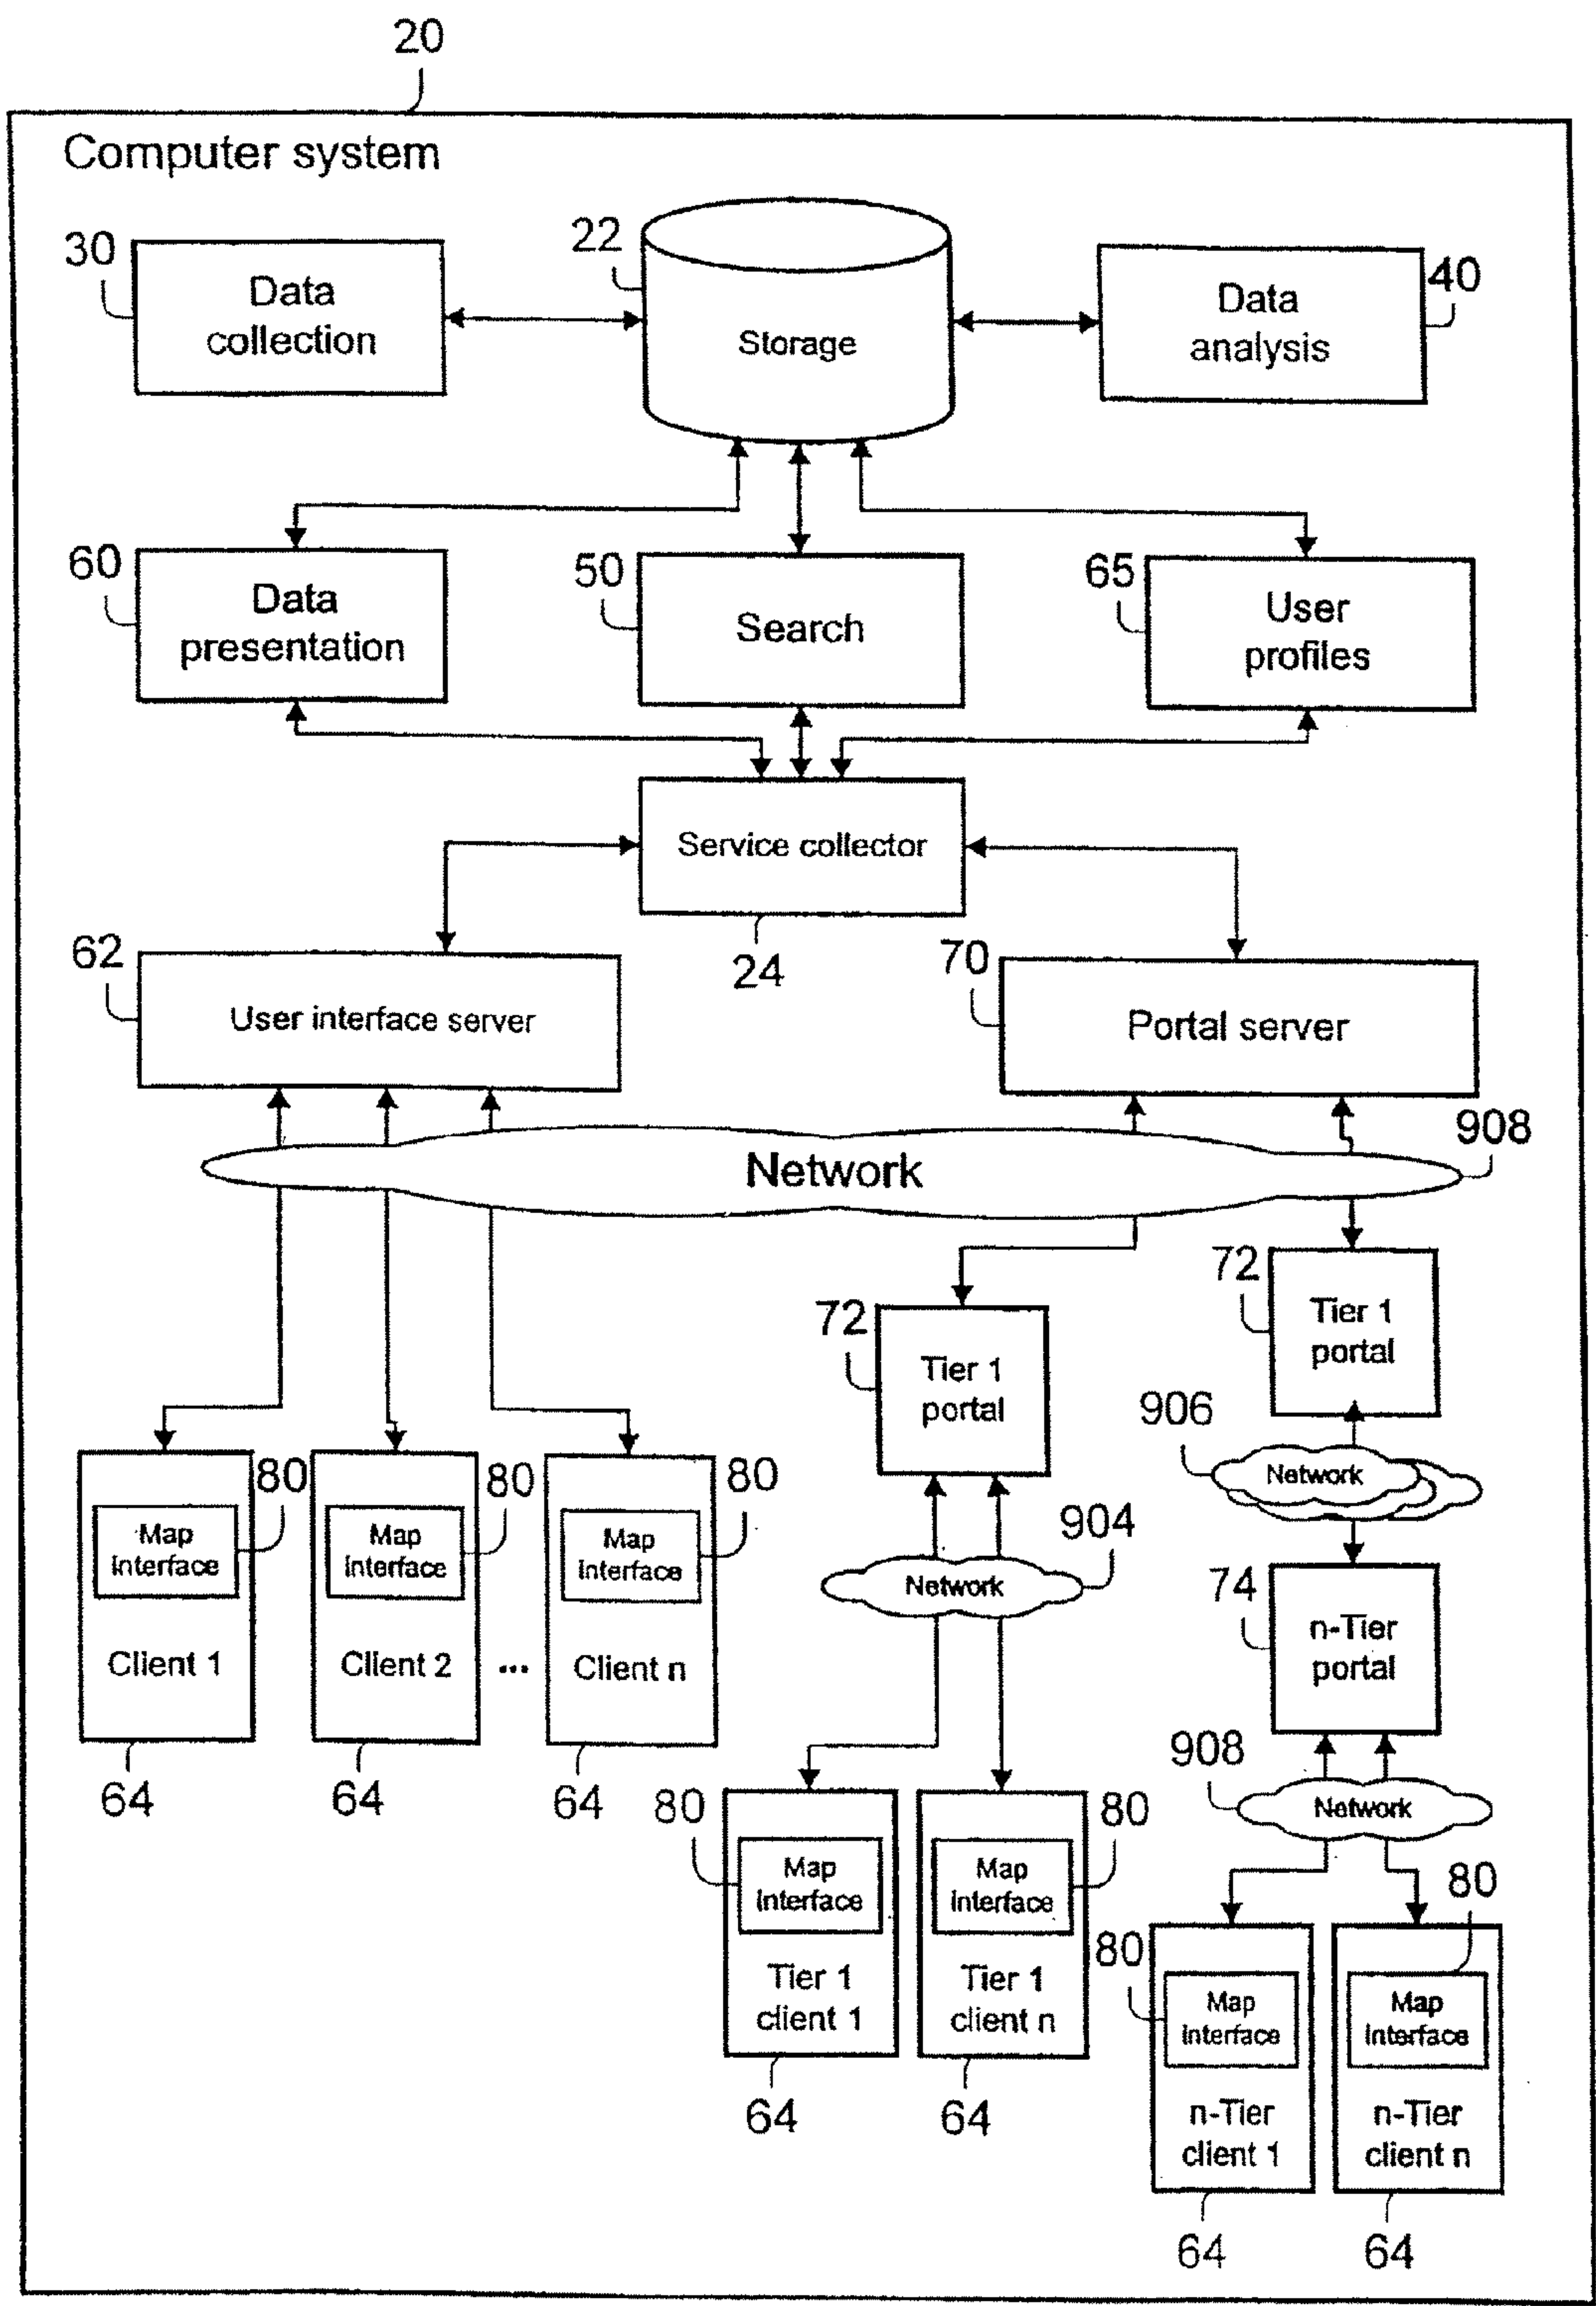 20
Computer system
30
Data
collection
22
Storage
Data
analysis
40
60
Data
presentation
50
Search
65
User
profiles
Service collector
24
62
User interface server
70
Portal server
Network
908
72
Tier 1
portal
72
Tier 1
portal
906
Network
904
Network
74
n-Tier
portal
908
Network
80
Map
interface
Client 1
64
80
Map
interface
Client 2
64
...
80
Map
interface
Client n
64
80
Map
interface
Tier 1
client 1
64
80
Map
interface
Tier 1
client n
64
80
Map
interface
n-Tier
client 1
64
80
Map
interface
n-Tier
client n
64